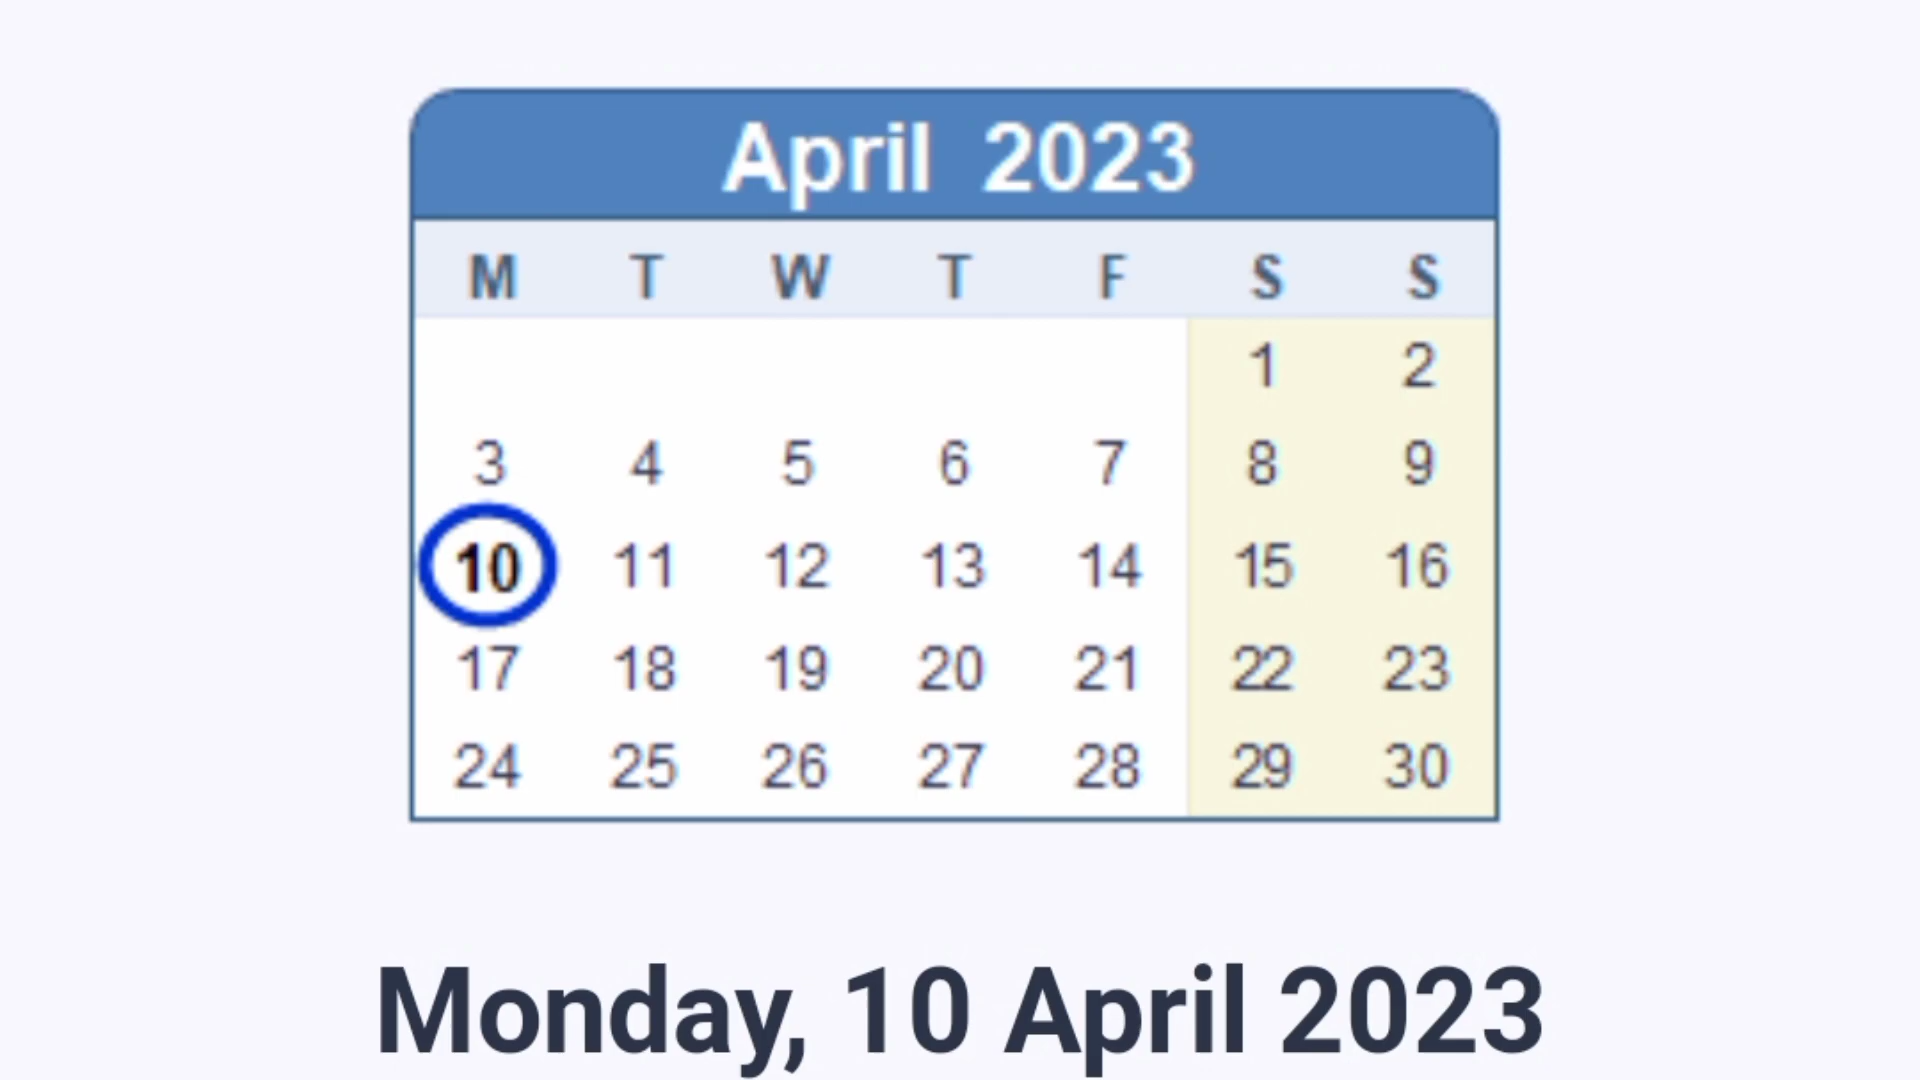 April 2023
M T W T F S S
1 2
3 4 5 6 7 8 9
10 11 12 13 14 15 16
17 18 19 20 21 22 23
24 25 26 27 28 29 30
Monday, 10 April 2023